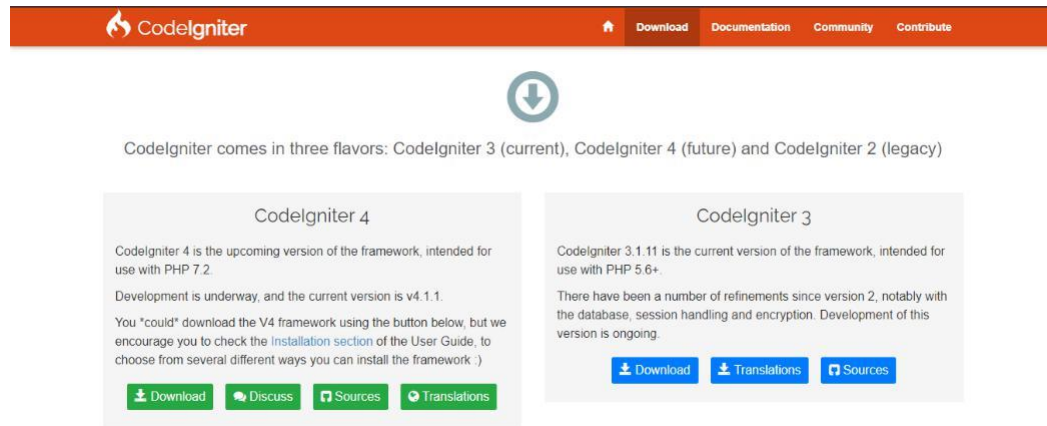 CodeIgniter
Download Documentation Community Contribute
CodeIgniter comes in three flavors: CodeIgniter 3 (current), CodeIgniter 4 (future) and CodeIgniter 2 (legacy)
CodeIgniter 4
CodeIgniter 4 is the upcoming version of the framework, intended for
use with PHP 7.2.
Development is underway, and the current version is v4.1.1.
You *could* download the V4 framework using the button below, but we
encourage you to check the Installation section of the User Guide, to
choose from several different ways you can install the framework :)
Download Discuss Sources Translations
CodeIgniter 3
CodeIgniter 3.1.11 is the current version of the framework, intended for
use with PHP 5.6+.
There have been a number of refinements since version 2, notably with
the database, session handling and encryption. Development of this
version is ongoing.
Download Translations Sources